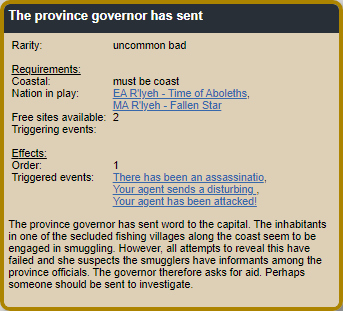 The province governor has sent
Rarity: uncommon bad
Requirements:
Coastal: must be coast
Nation in play: EA R'lyeh - Time of Aboleths,
MA R'lyeh - Fallen Star
Free sites available: 2
Triggering events:
Effects:
Order: 1
Triggered events: There has been an assassinatio,
Your agent sends a disturbing ,
Your agent has been attacked!
The province governor has sent word to the capital. The inhabitants
in one of the secluded fishing villages along the coast seem to be
engaged in smuggling. However, all attempts to reveal this have
failed and she suspects the smugglers have informants among the
province officials. The governor therefore asks for aid. Perhaps
someone should be sent to investigate.